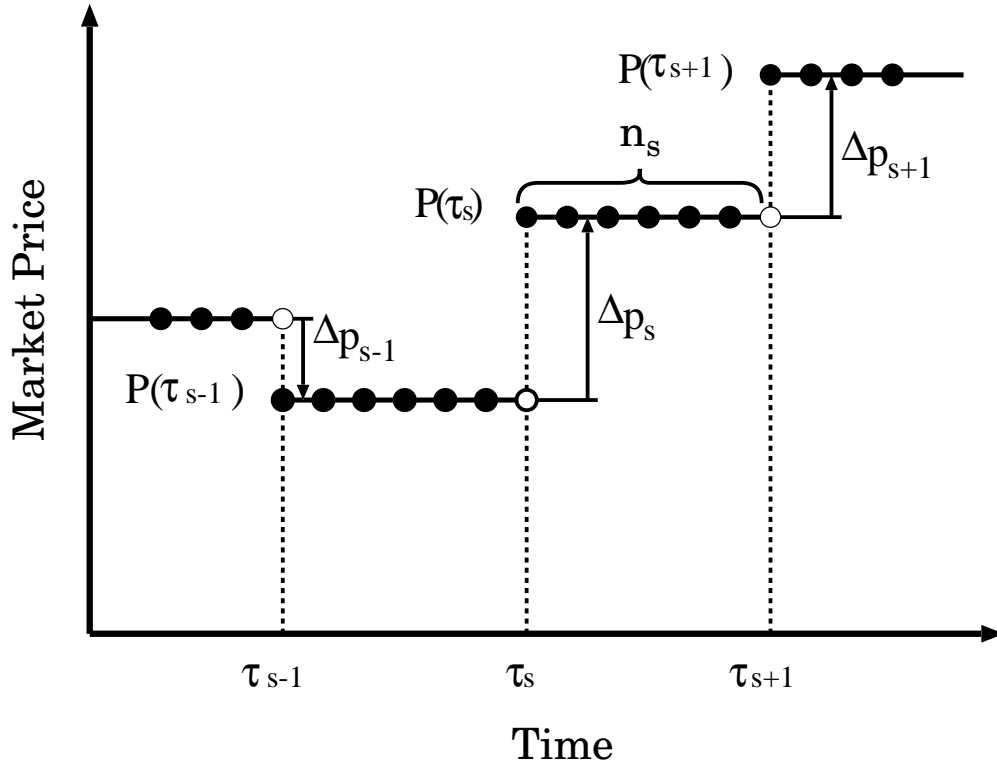 P(τs+1)
ns
Δps+1
P(τs)
Δps
Δps-1
P(τs-1)
Market Price
τs-1
τs
τs+1
Time